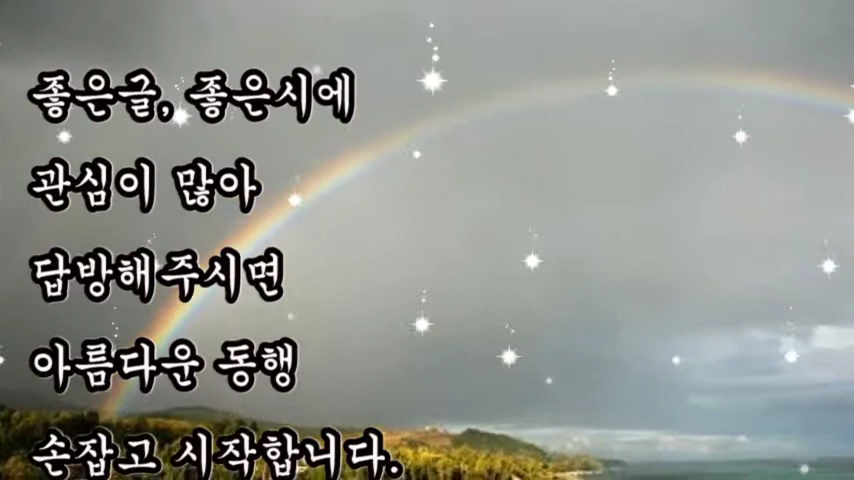 좋은글, 좋은시에
관심이 많아
답방해주시면
아름다운 동행
손잡고 시작합니다.